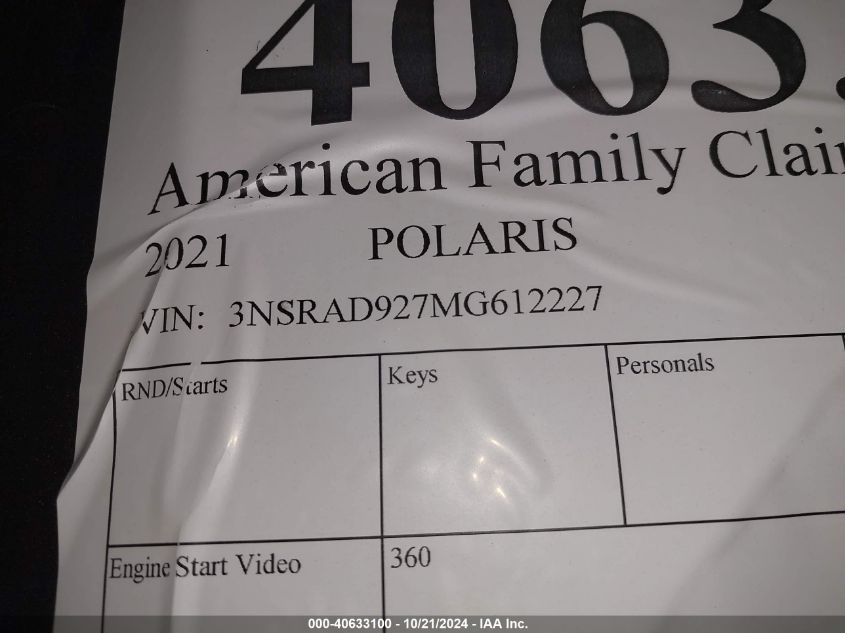 4063
American Family
2021 POLARIS
VIN: 3NSRAD927MG612227
RND/Starts Keys Personals
Engine Start Video 360
000-40633100 - 10/21/2024 - IAA Inc.